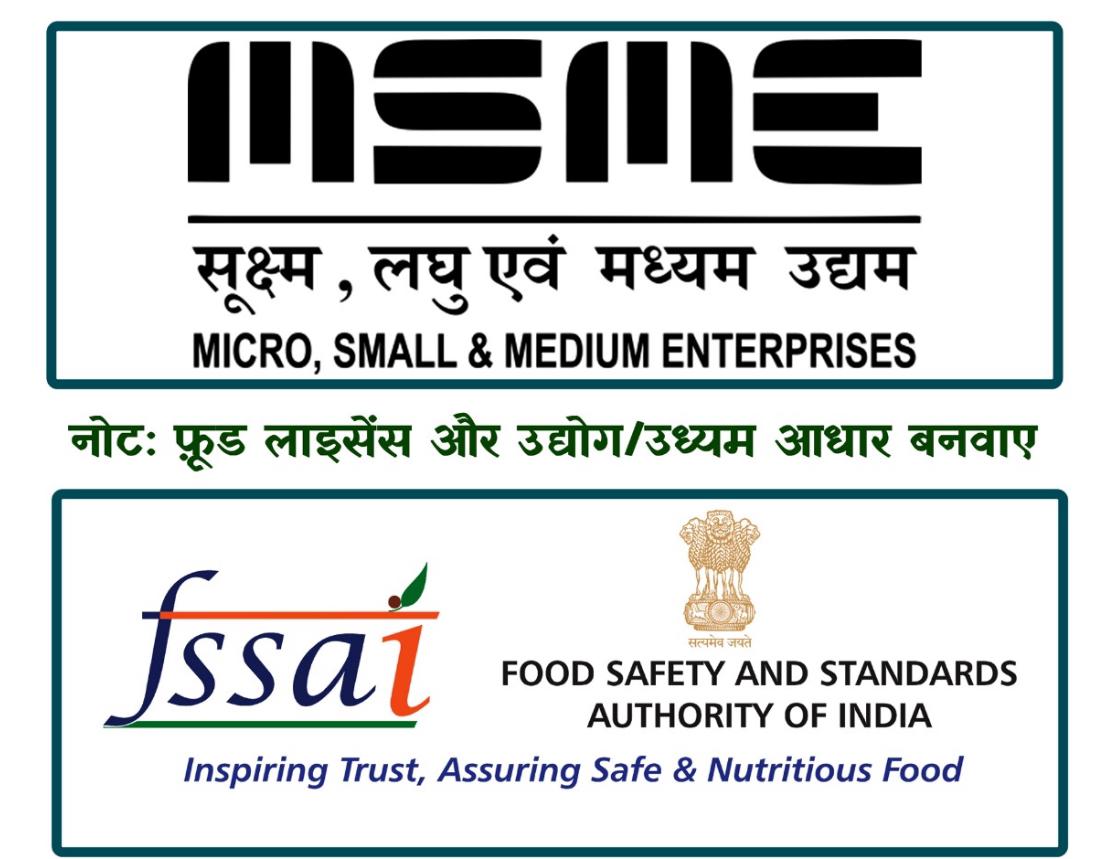 MSME
सूक्ष्म , लघु एवं मध्यम उद्यम
MICRO, SMALL & MEDIUM ENTERPRISES
नोटः फ़ूड लाइसेंस और उद्योग/उध्यम आधार बनवाए
fssai
सत्यमेव जयते
FOOD SAFETY AND STANDARDS
AUTHORITY OF INDIA
Inspiring Trust, Assuring Safe & Nutritious Food